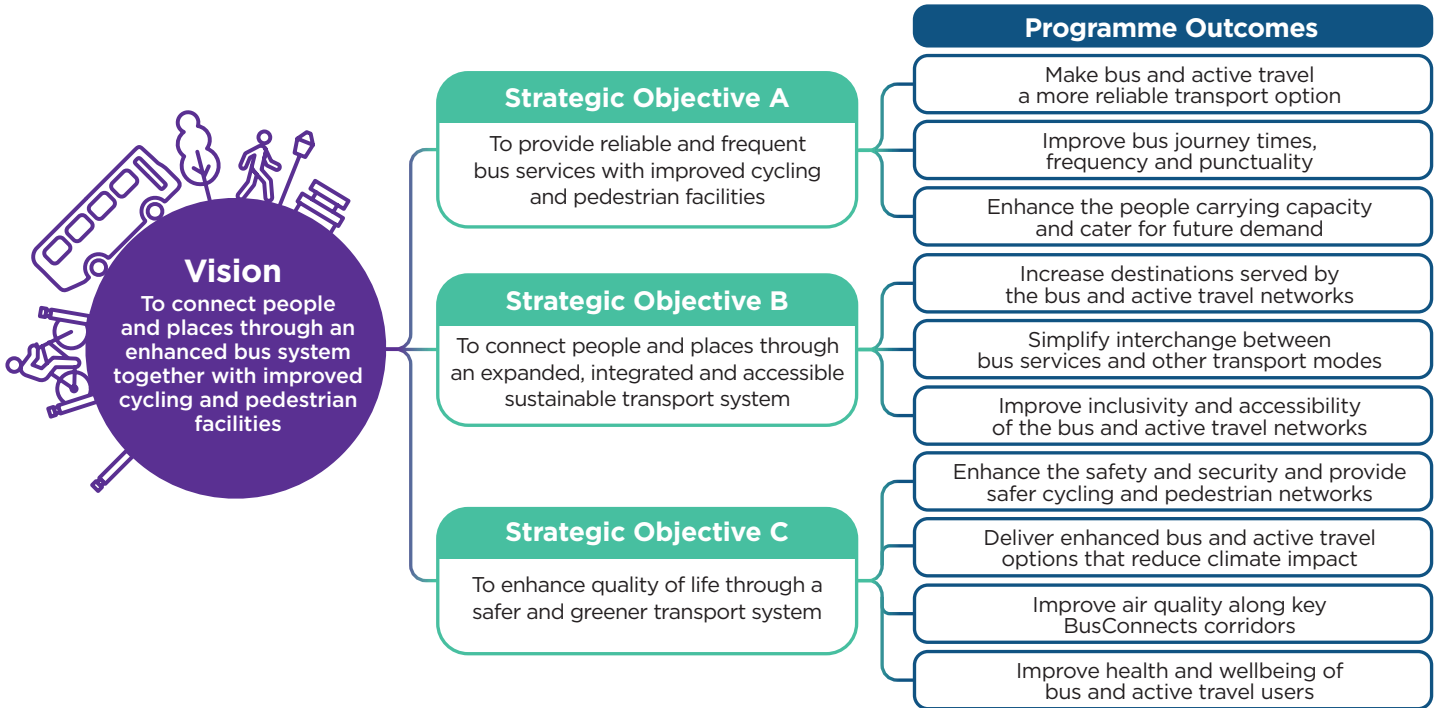 Vision
To connect people
and places through an
enhanced bus system
together with improved
cycling and pedestrian
facilities
Strategic Objective A
To provide reliable and frequent
bus services with improved cycling
and pedestrian facilities
Strategic Objective B
To connect people and places through
an expanded, integrated and accessible
sustainable transport system
Strategic Objective C
To enhance quality of life through a
safer and greener transport system
Programme Outcomes
Make bus and active travel
a more reliable transport option
Improve bus journey times,
frequency and punctuality
Enhance the people carrying capacity
and cater for future demand
Increase destinations served by
the bus and active travel networks
Simplify interchange between
bus services and other transport modes
Improve inclusivity and accessibility
of the bus and active travel networks
Enhance the safety and security and provide
safer cycling and pedestrian networks
Deliver enhanced bus and active travel
options that reduce climate impact
Improve air quality along key
BusConnects corridors
Improve health and wellbeing of
bus and active travel users